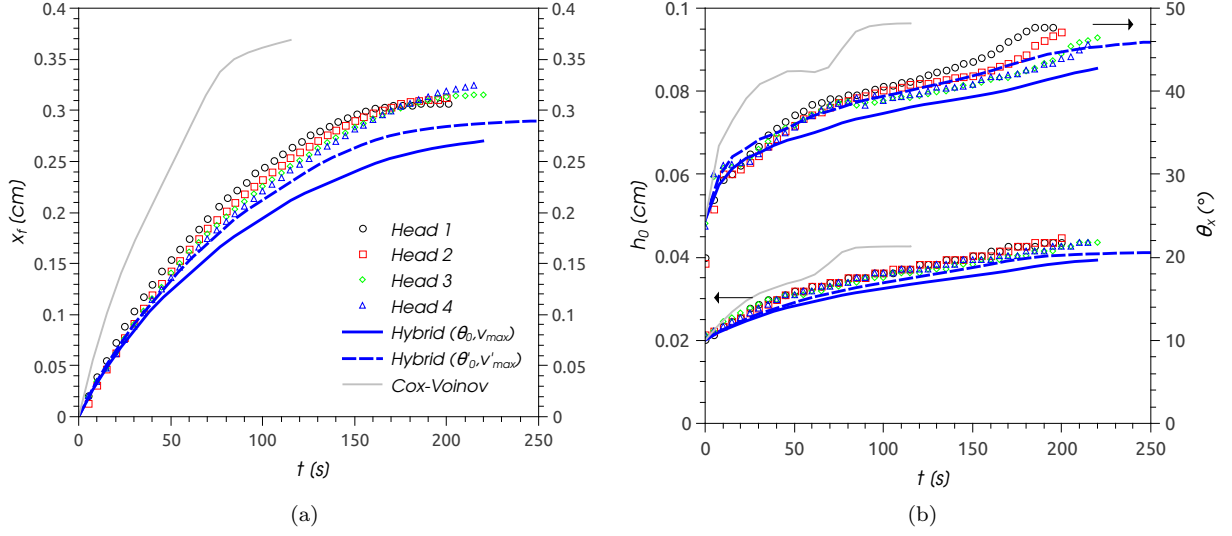 0.4
0.35
0.3
0.25
0.2
0.15
0.1
0.05
0
x_f (cm)
0.4
0.35
0.3
0.25
0.2
0.15
0.1
0.05
0
0 50 100 150 200 250
t (s)
Head 1
Head 2
Head 3
Head 4
Hybrid (θ₀,v_max)
Hybrid (θ'₀,v'_max)
Cox-Voinov
(a)
0.1
0.08
0.06
0.04
0.02
0
h₀ (cm)
50
40
30
20
10
0
θ_x (°)
0 50 100 150 200 250
t (s)
(b)